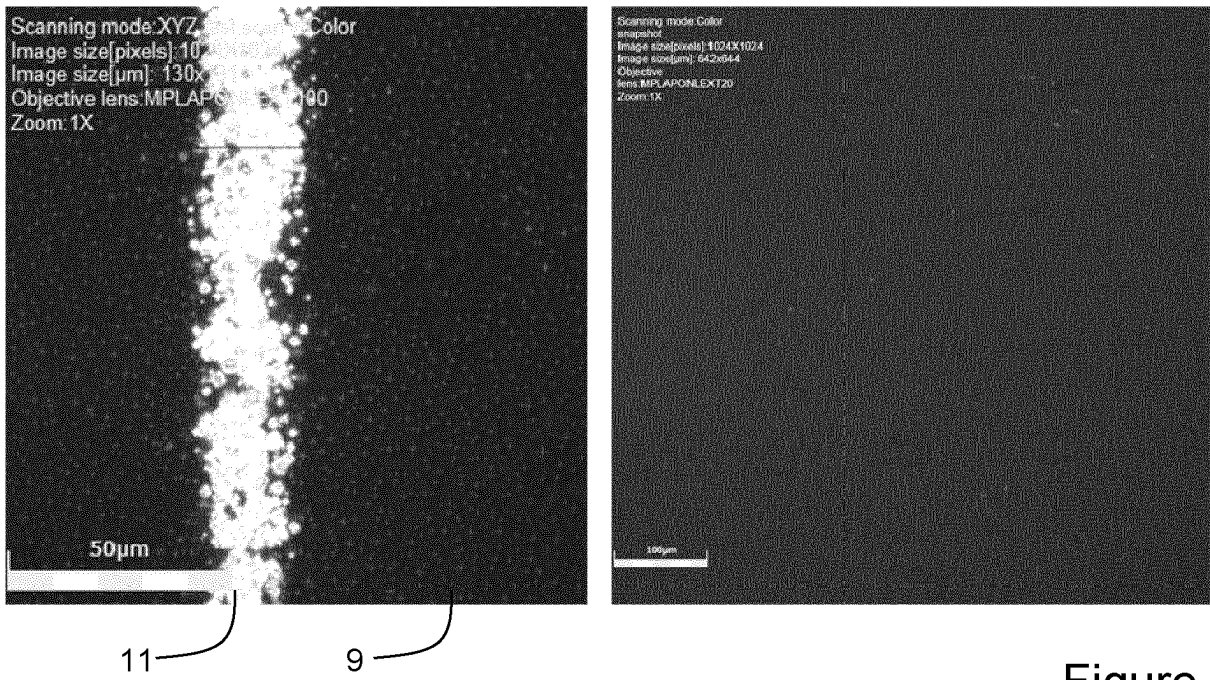 Scanning mode:XYZ Color
Image size[pixels]:10
Image size[µm]: 130x
Objective lens:MPLAPO 100
Zoom:1X
50µm
11
9
Scanning mode:Color
snapshot
Image size[pixels]:1024X1024
Image size[µm]: 642x644
Objective
lens:MPLAPONLEXT20
Zoom:1X
100µm
Figure